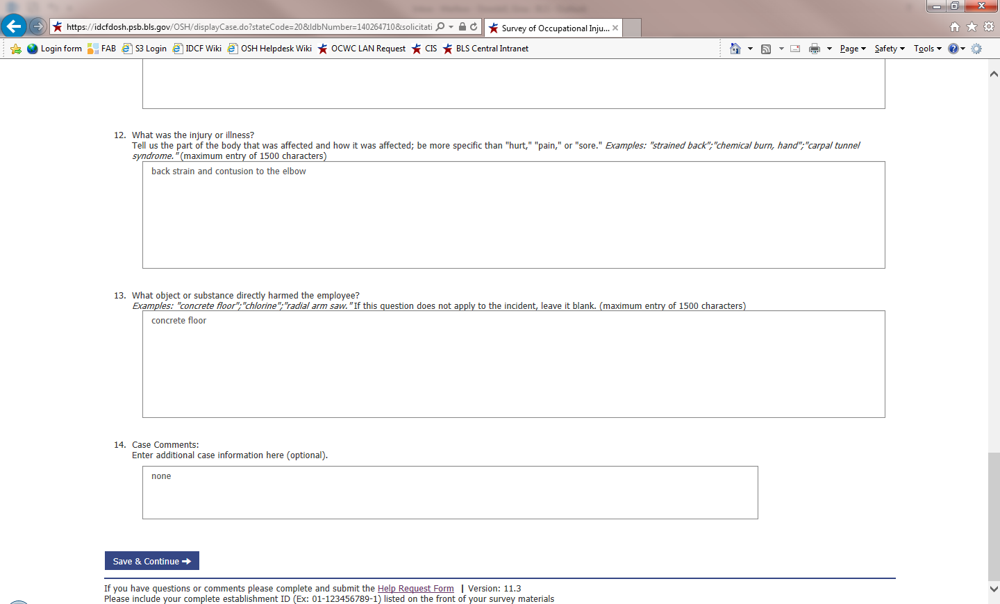 https://idcfdosh.psb.bls.gov/OSH/displayCase.do?stateCode=20&ldbNumber=140264710&solicitati
Survey of Occupational Inju...
Login form FAB S3 Login IDCF Wiki OSH Helpdesk Wiki OCWC LAN Request CIS BLS Central Intranet
Page Safety Tools
12. What was the injury or illness?
Tell us the part of the body that was affected and how it was affected; be more specific than "hurt," "pain," or "sore." Examples: "strained back";"chemical burn, hand";"carpal tunnel
syndrome." (maximum entry of 1500 characters)
back strain and contusion to the elbow
13. What object or substance directly harmed the employee?
Examples: "concrete floor";"chlorine";"radial arm saw." If this question does not apply to the incident, leave it blank. (maximum entry of 1500 characters)
concrete floor
14. Case Comments:
Enter additional case information here (optional).
none
Save & Continue
If you have questions or comments please complete and submit the Help Request Form | Version: 11.3
Please include your complete establishment ID (Ex: 01-123456789-1) listed on the front of your survey materials